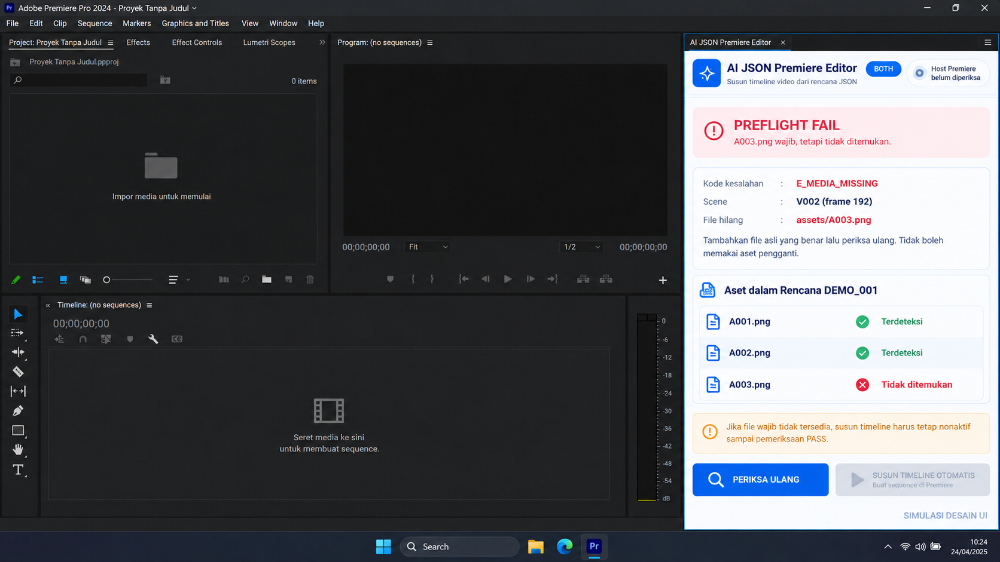 Pr Adobe Premiere Pro 2024 - Proyek Tanpa Judul
File Edit Clip Sequence Markers Graphics and Titles View Window Help
Project: Proyek Tanpa Judul Effects Effect Controls Lumetri Scopes
Proyek Tanpa Judul.ppproj
0 items
Impor media untuk memulai
Program: (no sequences)
00;00;00;00 Fit 1/2 00;00;00;00
Timeline: (no sequences)
00;00;00;00
Seret media ke sini
untuk membuat sequence.
0
-6
-12
-18
-24
-30
-36
-42
-48
-54
dB
AI JSON Premiere Editor
AI JSON Premiere Editor
Susun timeline video dari rencana JSON
BOTH
Host Premiere
belum diperiksa
PREFLIGHT FAIL
A003.png wajib, tetapi tidak ditemukan.
Kode kesalahan : E_MEDIA_MISSING
Scene : V002 (frame 192)
File hilang : assets/A003.png
Tambahkan file asli yang benar lalu periksa ulang. Tidak boleh
memakai aset pengganti.
Aset dalam Rencana DEMO_001
A001.png Terdeteksi
A002.png Terdeteksi
A003.png Tidak ditemukan
Jika file wajib tidak tersedia, susun timeline harus tetap nonaktif
sampai pemeriksaan PASS.
PERIKSA ULANG
SUSUN TIMELINE OTOMATIS
Buat sequence di Premiere
SIMULASI DESAIN UI
Search
Pr
10:24
24/04/2025